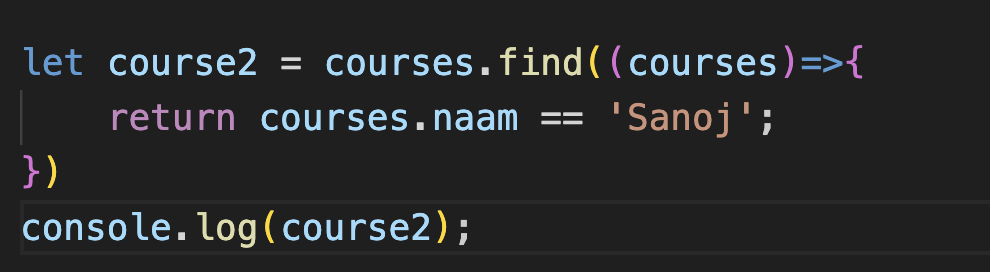 let course2 = courses.find((courses)=>{
    return courses.naam == 'Sanoj';
})
console.log(course2);